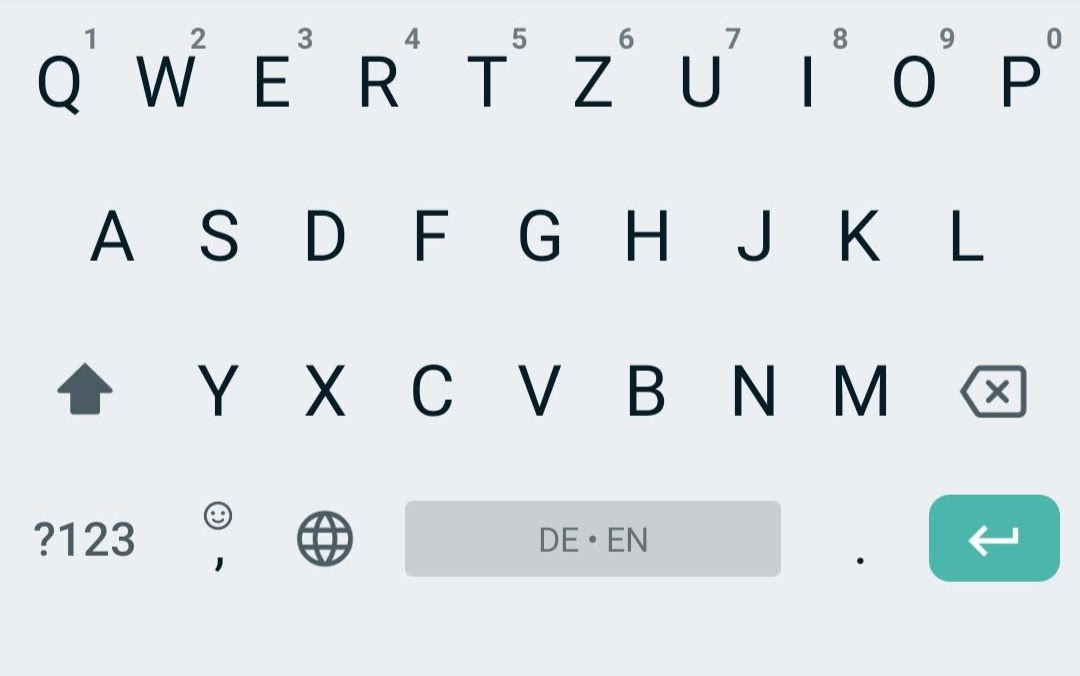 1 2 3 4 5 6 7 8 9 0
Q W E R T Z U I O P
A S D F G H J K L
Y X C V B N M
?123 , DE • EN .